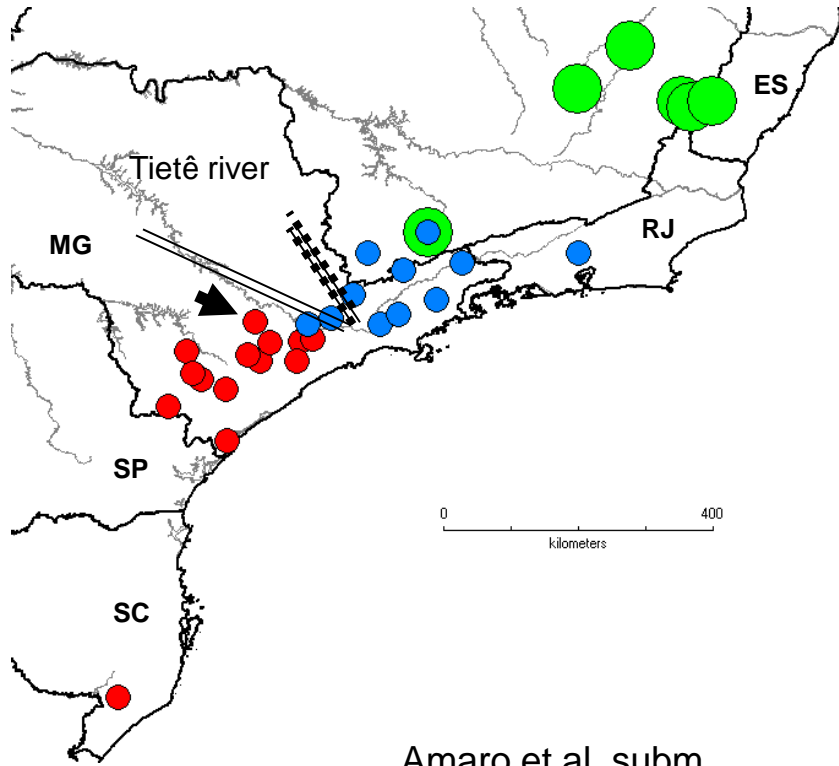 ES
Tietê river
RJ
MG
SP
0 400
kilometers
SC
Amaro et al. subm